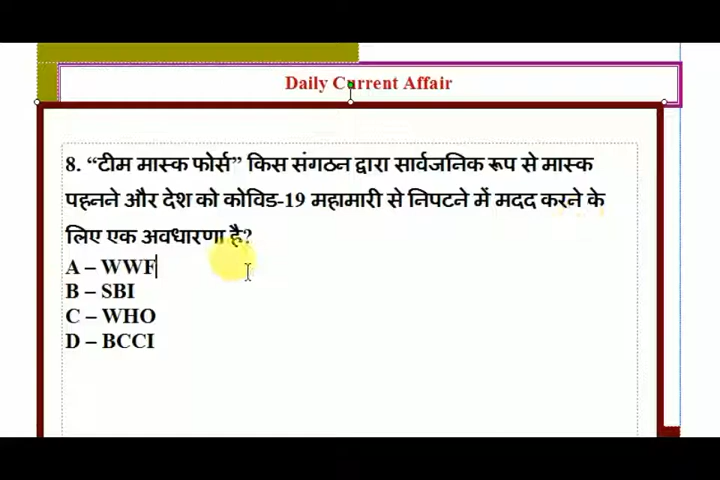 Daily Current Affair
8. “टीम मास्क फोर्स” किस संगठन द्वारा सार्वजनिक रूप से मास्क
पहनने और देश को कोविड-19 महामारी से निपटने में मदद करने के
लिए एक अवधारणा है?
A – WWF
B – SBI
C – WHO
D – BCCI